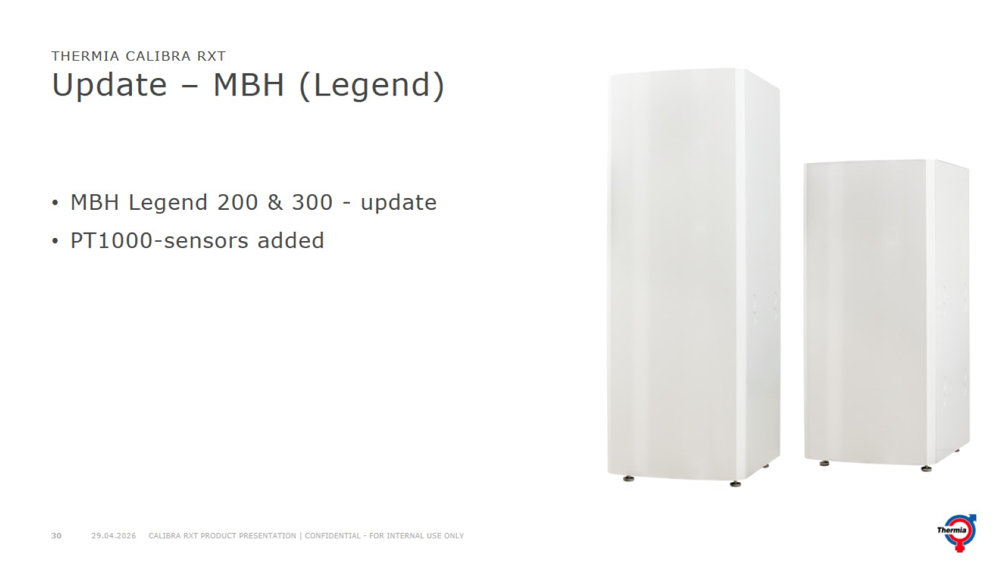 THERMIA CALIBRA RXT
Update – MBH (Legend)
• MBH Legend 200 & 300 - update
• PT1000-sensors added
30 29.04.2026 CALIBRA RXT PRODUCT PRESENTATION | CONFIDENTIAL - FOR INTERNAL USE ONLY
Thermia